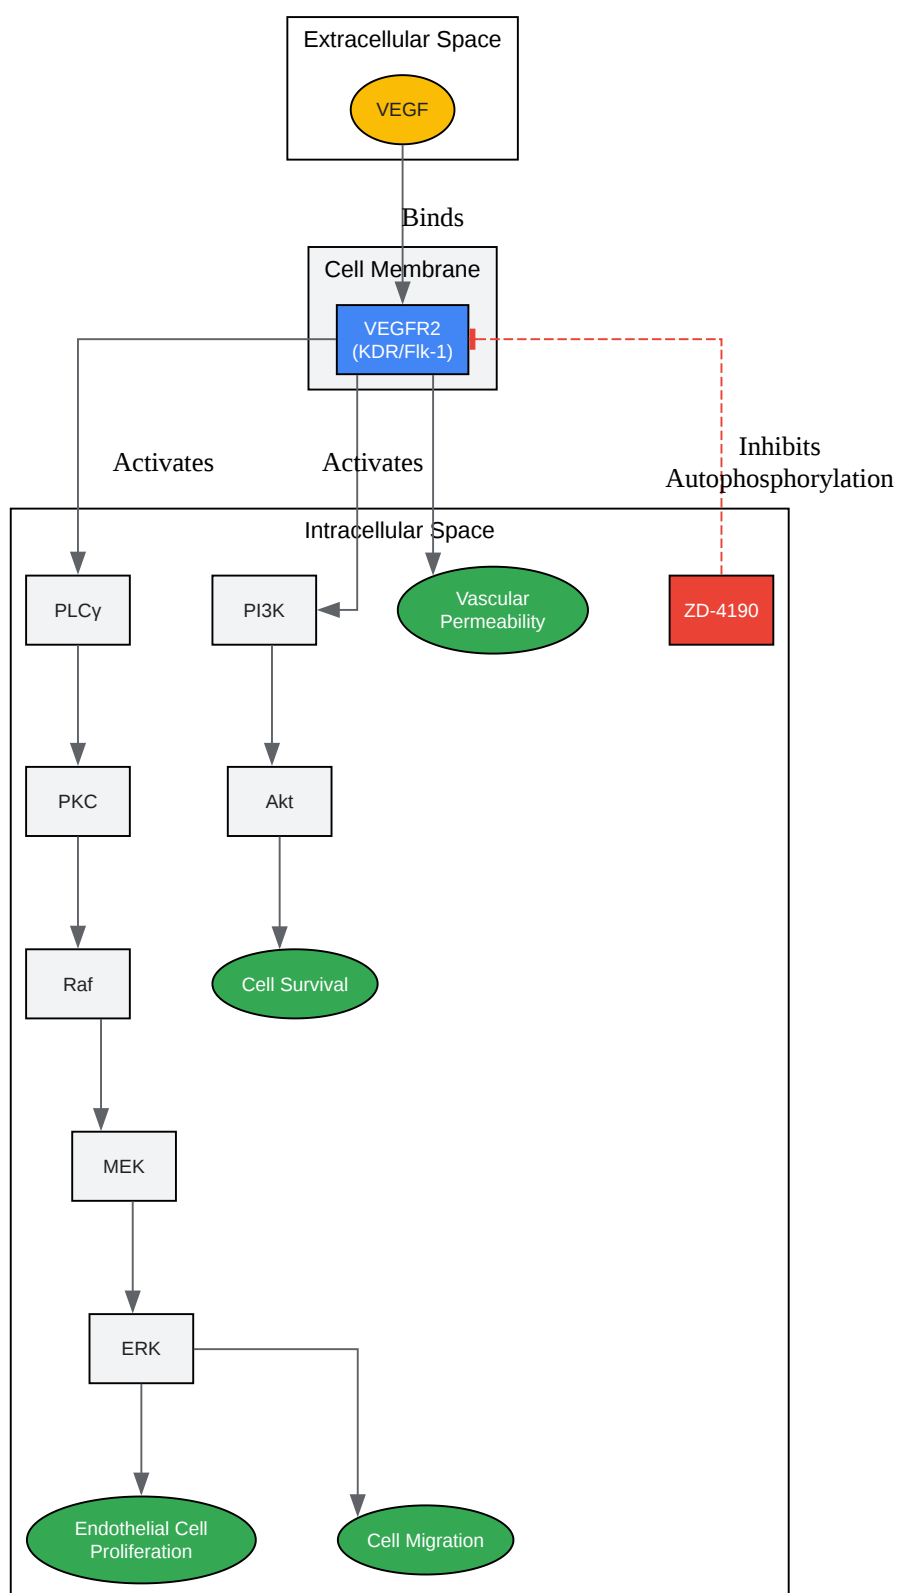 Extracellular Space
VEGF
Binds
Cell Membrane
VEGFR2
(KDR/Flk-1)
Activates
Activates
Inhibits
Autophosphorylation
Intracellular Space
PLCγ
PI3K
Vascular
Permeability
ZD-4190
PKC
Akt
Raf
Cell Survival
MEK
ERK
Endothelial Cell
Proliferation
Cell Migration